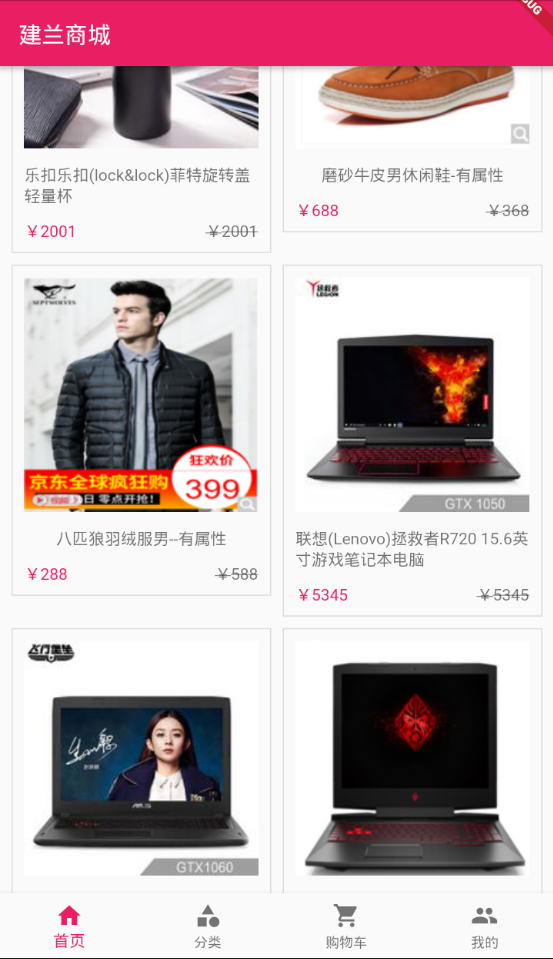 建兰商城
BUG
乐扣乐扣(lock&lock)菲特旋转盖
轻量杯
￥2001 ￥2001
磨砂牛皮男休闲鞋-有属性
￥688 ￥368
SEPTWOLVES
狂欢价
399
京东全球疯狂购
日 零点开抢!
八匹狼羽绒服男--有属性
￥288 ￥588
拯救者
LEGION
GTX 1050
联想(Lenovo)拯救者R720 15.6英
寸游戏笔记本电脑
￥5345 ￥5345
飞行堡垒
ASUS
GTX1060
首页
分类
购物车
我的